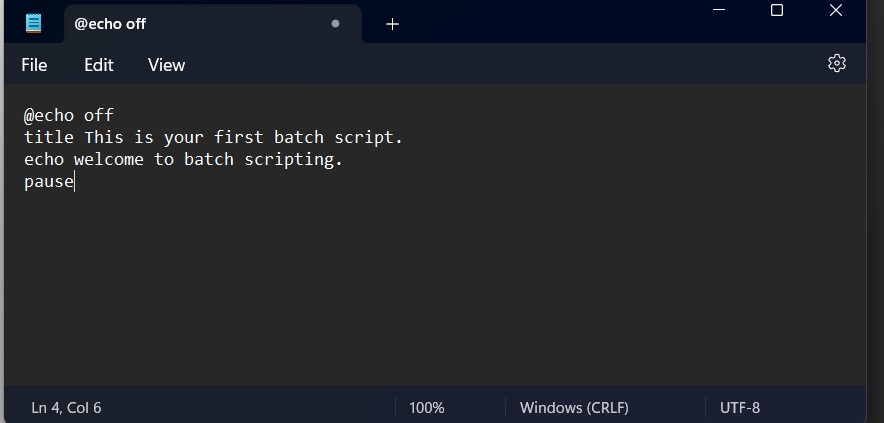 @echo off
File Edit View
@echo off
title This is your first batch script.
echo welcome to batch scripting.
pause
Ln 4, Col 6 100% Windows (CRLF) UTF-8